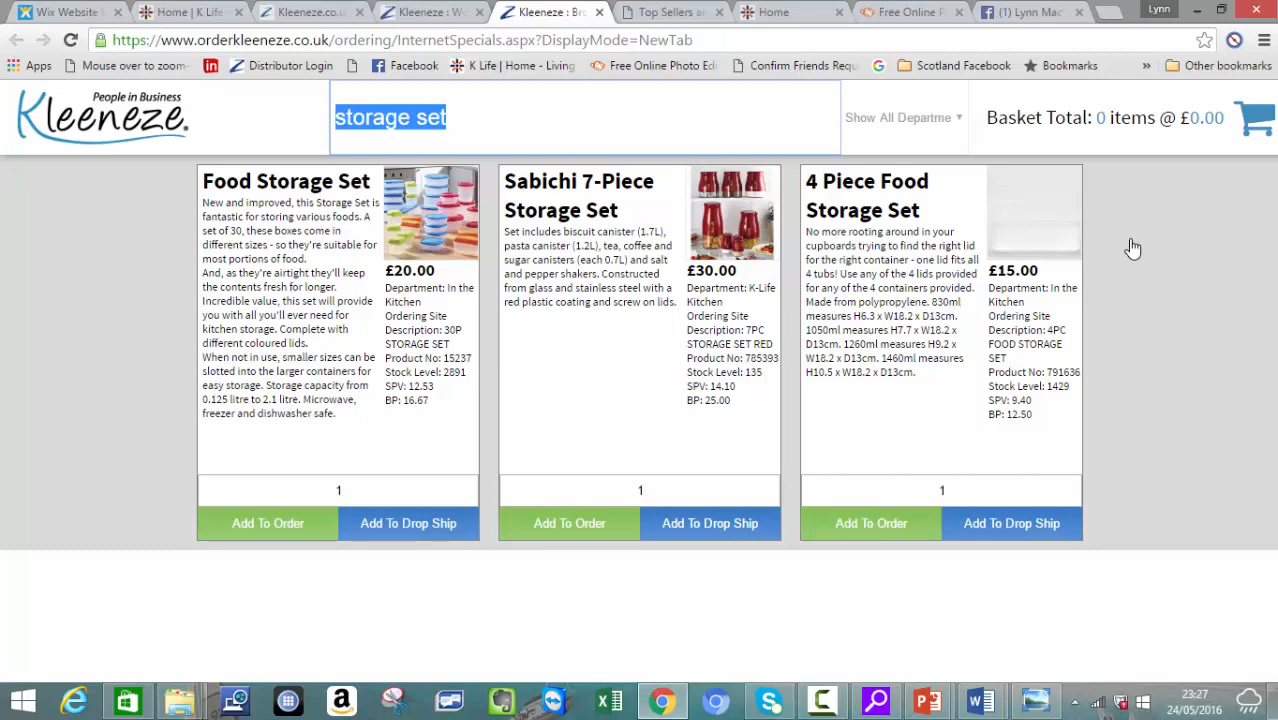 Wix Website
Home | K Life
Kleeneze.co.u
Kleeneze : Wo
Kleeneze : Bro
Top Sellers a
Home
Free Online P
(1) Lynn Mac
Lynn
https://www.orderkleeneze.co.uk/ordering/InternetSpecials.aspx?DisplayMode=NewTab
Apps
Mouse over to zoom-
in
Distributor Login
Facebook
K Life | Home - Living
Free Online Photo Edi
Confirm Friends Requ
G
Scotland Facebook
Bookmarks
»
Other bookmarks
People in Business
Kleeneze.
storage set
Show All Departme
Basket Total: 0 items @ £0.00
Food Storage Set
New and improved, this Storage Set is
fantastic for storing various foods. A
set of 30, these boxes come in
different sizes - so they're suitable for
most portions of food.
And, as they're airtight they'll keep
the contents fresh for longer.
Incredible value, this set will provide
you with all you'll ever need for
kitchen storage. Complete with
different coloured lids.
When not in use, smaller sizes can be
slotted into the larger containers for
easy storage. Storage capacity from
0.125 litre to 2.1 litre. Microwave,
freezer and dishwasher safe.
£20.00
Department: In the
Kitchen
Ordering Site
Description: 30P
STORAGE SET
Product No: 15237
Stock Level: 2891
SPV: 12.53
BP: 16.67
1
Add To Order
Add To Drop Ship
Sabichi 7-Piece
Storage Set
Set includes biscuit canister (1.7L),
pasta canister (1.2L), tea, coffee and
sugar canisters (each 0.7L) and salt
and pepper shakers. Constructed
from glass and stainless steel with a
red plastic coating and screw on lids.
£30.00
Department: K-Life
Kitchen
Ordering Site
Description: 7PC
STORAGE SET RED
Product No: 785393
Stock Level: 135
SPV: 14.10
BP: 25.00
1
Add To Order
Add To Drop Ship
4 Piece Food
Storage Set
No more rooting around in your
cupboards trying to find the right lid
for the right container - one lid fits all
4 tubs! Use any of the 4 lids provided
for any of the 4 containers provided.
Made from polypropylene. 830ml
measures H6.3 x W18.2 x D13cm.
1050ml measures H7.7 x W18.2 x
D13cm. 1260ml measures H9.2 x
W18.2 x D13cm. 1460ml measures
H10.5 x W18.2 x D13cm.
£15.00
Department: In the
Kitchen
Ordering Site
Description: 4PC
FOOD STORAGE
SET
Product No: 791636
Stock Level: 1429
SPV: 9.40
BP: 12.50
1
Add To Order
Add To Drop Ship
23:27
24/05/2016